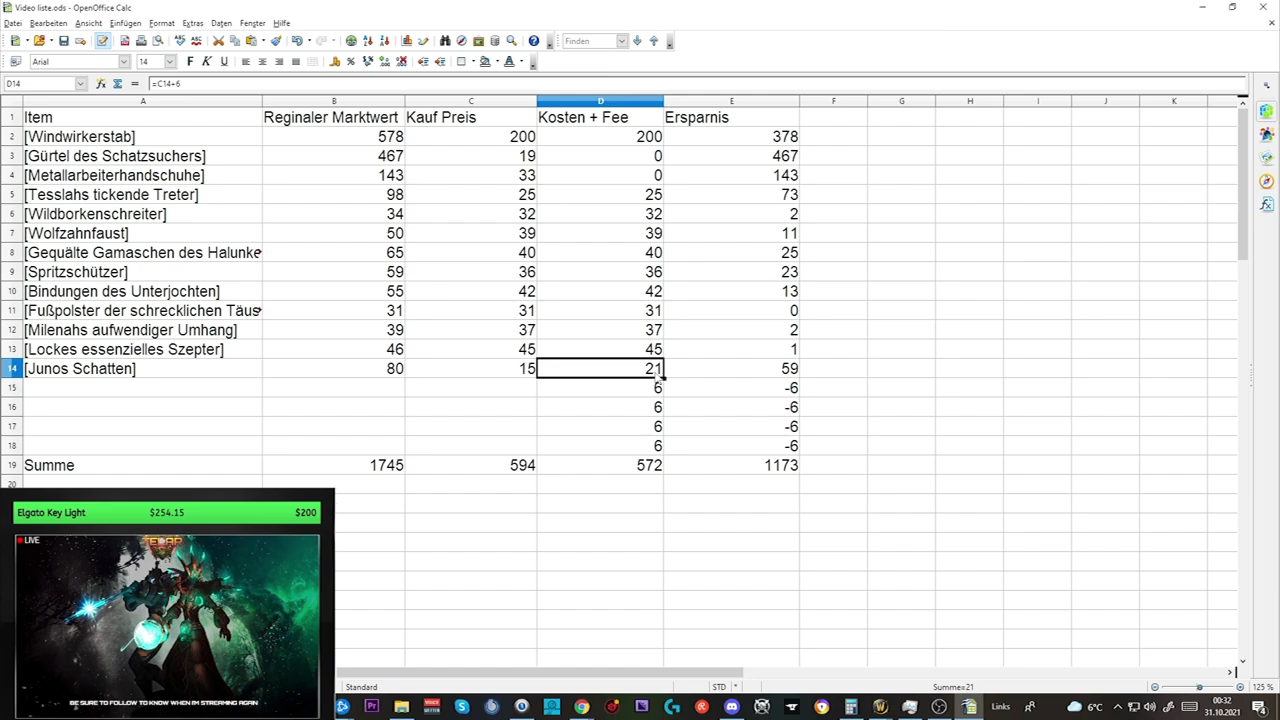 Video liste.ods - OpenOffice Calc
Datei Bearbeiten Ansicht Einfügen Format Extras Daten Fenster Hilfe
Finden
Arial 14 F K U
D14 =C14+6
A B C D E F G H I J K
1 Item Reginaler Marktwert Kauf Preis Kosten + Fee Ersparnis
2 [Windwirkerstab] 578 200 200 378
3 [Gürtel des Schatzsuchers] 467 19 0 467
4 [Metallarbeiterhandschuhe] 143 33 0 143
5 [Tesslahs tickende Treter] 98 25 25 73
6 [Wildborkenschreiter] 34 32 32 2
7 [Wolfzahnfaust] 50 39 39 11
8 [Gequälte Gamaschen des Halunke 65 40 40 25
9 [Spritzschützer] 59 36 36 23
10 [Bindungen des Unterjochten] 55 42 42 13
11 [Fußpolster der schrecklichen Täus 31 31 31 0
12 [Milenahs aufwendiger Umhang] 39 37 37 2
13 [Lockes essenzielles Szepter] 46 45 45 1
14 [Junos Schatten] 80 15 21 59
15 6 -6
16 6 -6
17 6 -6
18 6 -6
19 Summe 1745 594 572 1173
20
Elgato Key Light $254.15 $200
LIVE
BE SURE TO FOLLOW TO KNOW WHEN I'M STREAMING AGAIN
Standard STD * Summe=21 125 %
6°C Links 00:32
31.10.2021